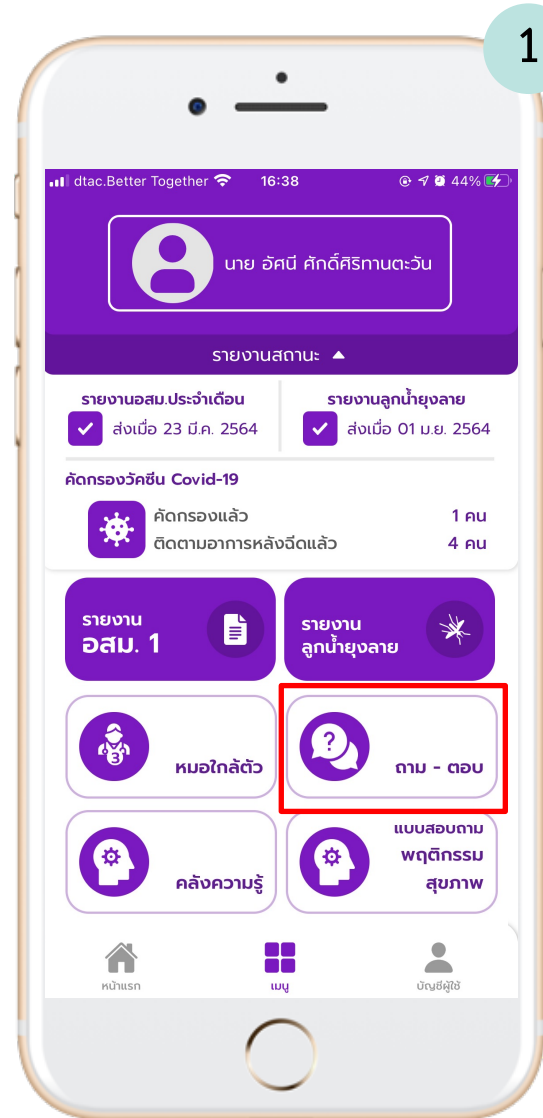 1
dtac.Better Together 16:38 44%
นาย อัศนี ศักดิ์ศิริทานตะวัน
รายงานสถานะ
รายงานอสม.ประจำเดือน
ส่งเมื่อ 23 มี.ค. 2564
รายงานลูกน้ำยุงลาย
ส่งเมื่อ 01 ม.ย. 2564
คัดกรองวัคซีน Covid-19
คัดกรองแล้ว 1 คน
ติดตามอาการหลังฉีดแล้ว 4 คน
รายงาน
อสม. 1
รายงาน
ลูกน้ำยุงลาย
3
หมอใกล้ตัว
?
ถาม - ตอบ
คลังความรู้
แบบสอบถาม
พฤติกรรม
สุขภาพ
หน้าแรก
เมนู
บัญชีผู้ใช้